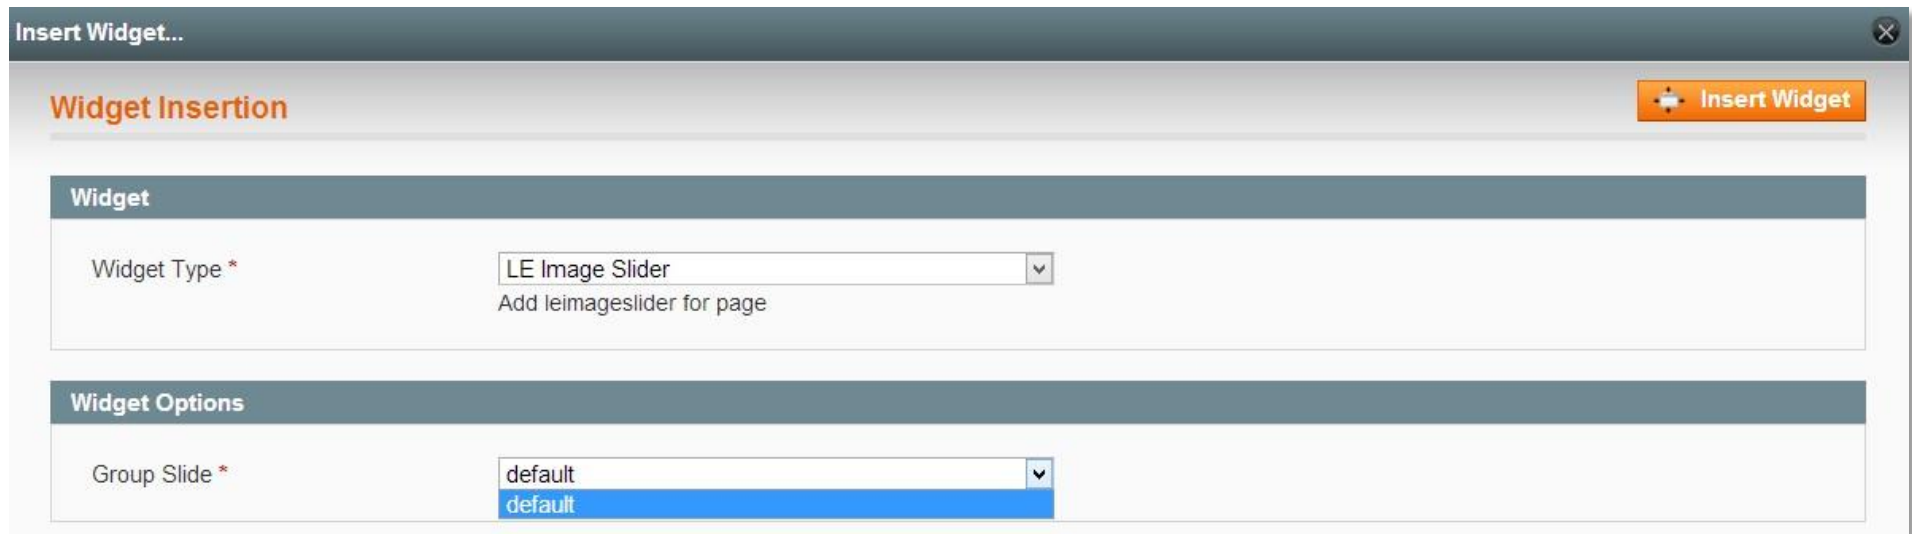 Insert Widget...
Widget Insertion
Insert Widget
Widget
Widget Type *
LE Image Slider
Add leimageslider for page
Widget Options
Group Slide *
default
default